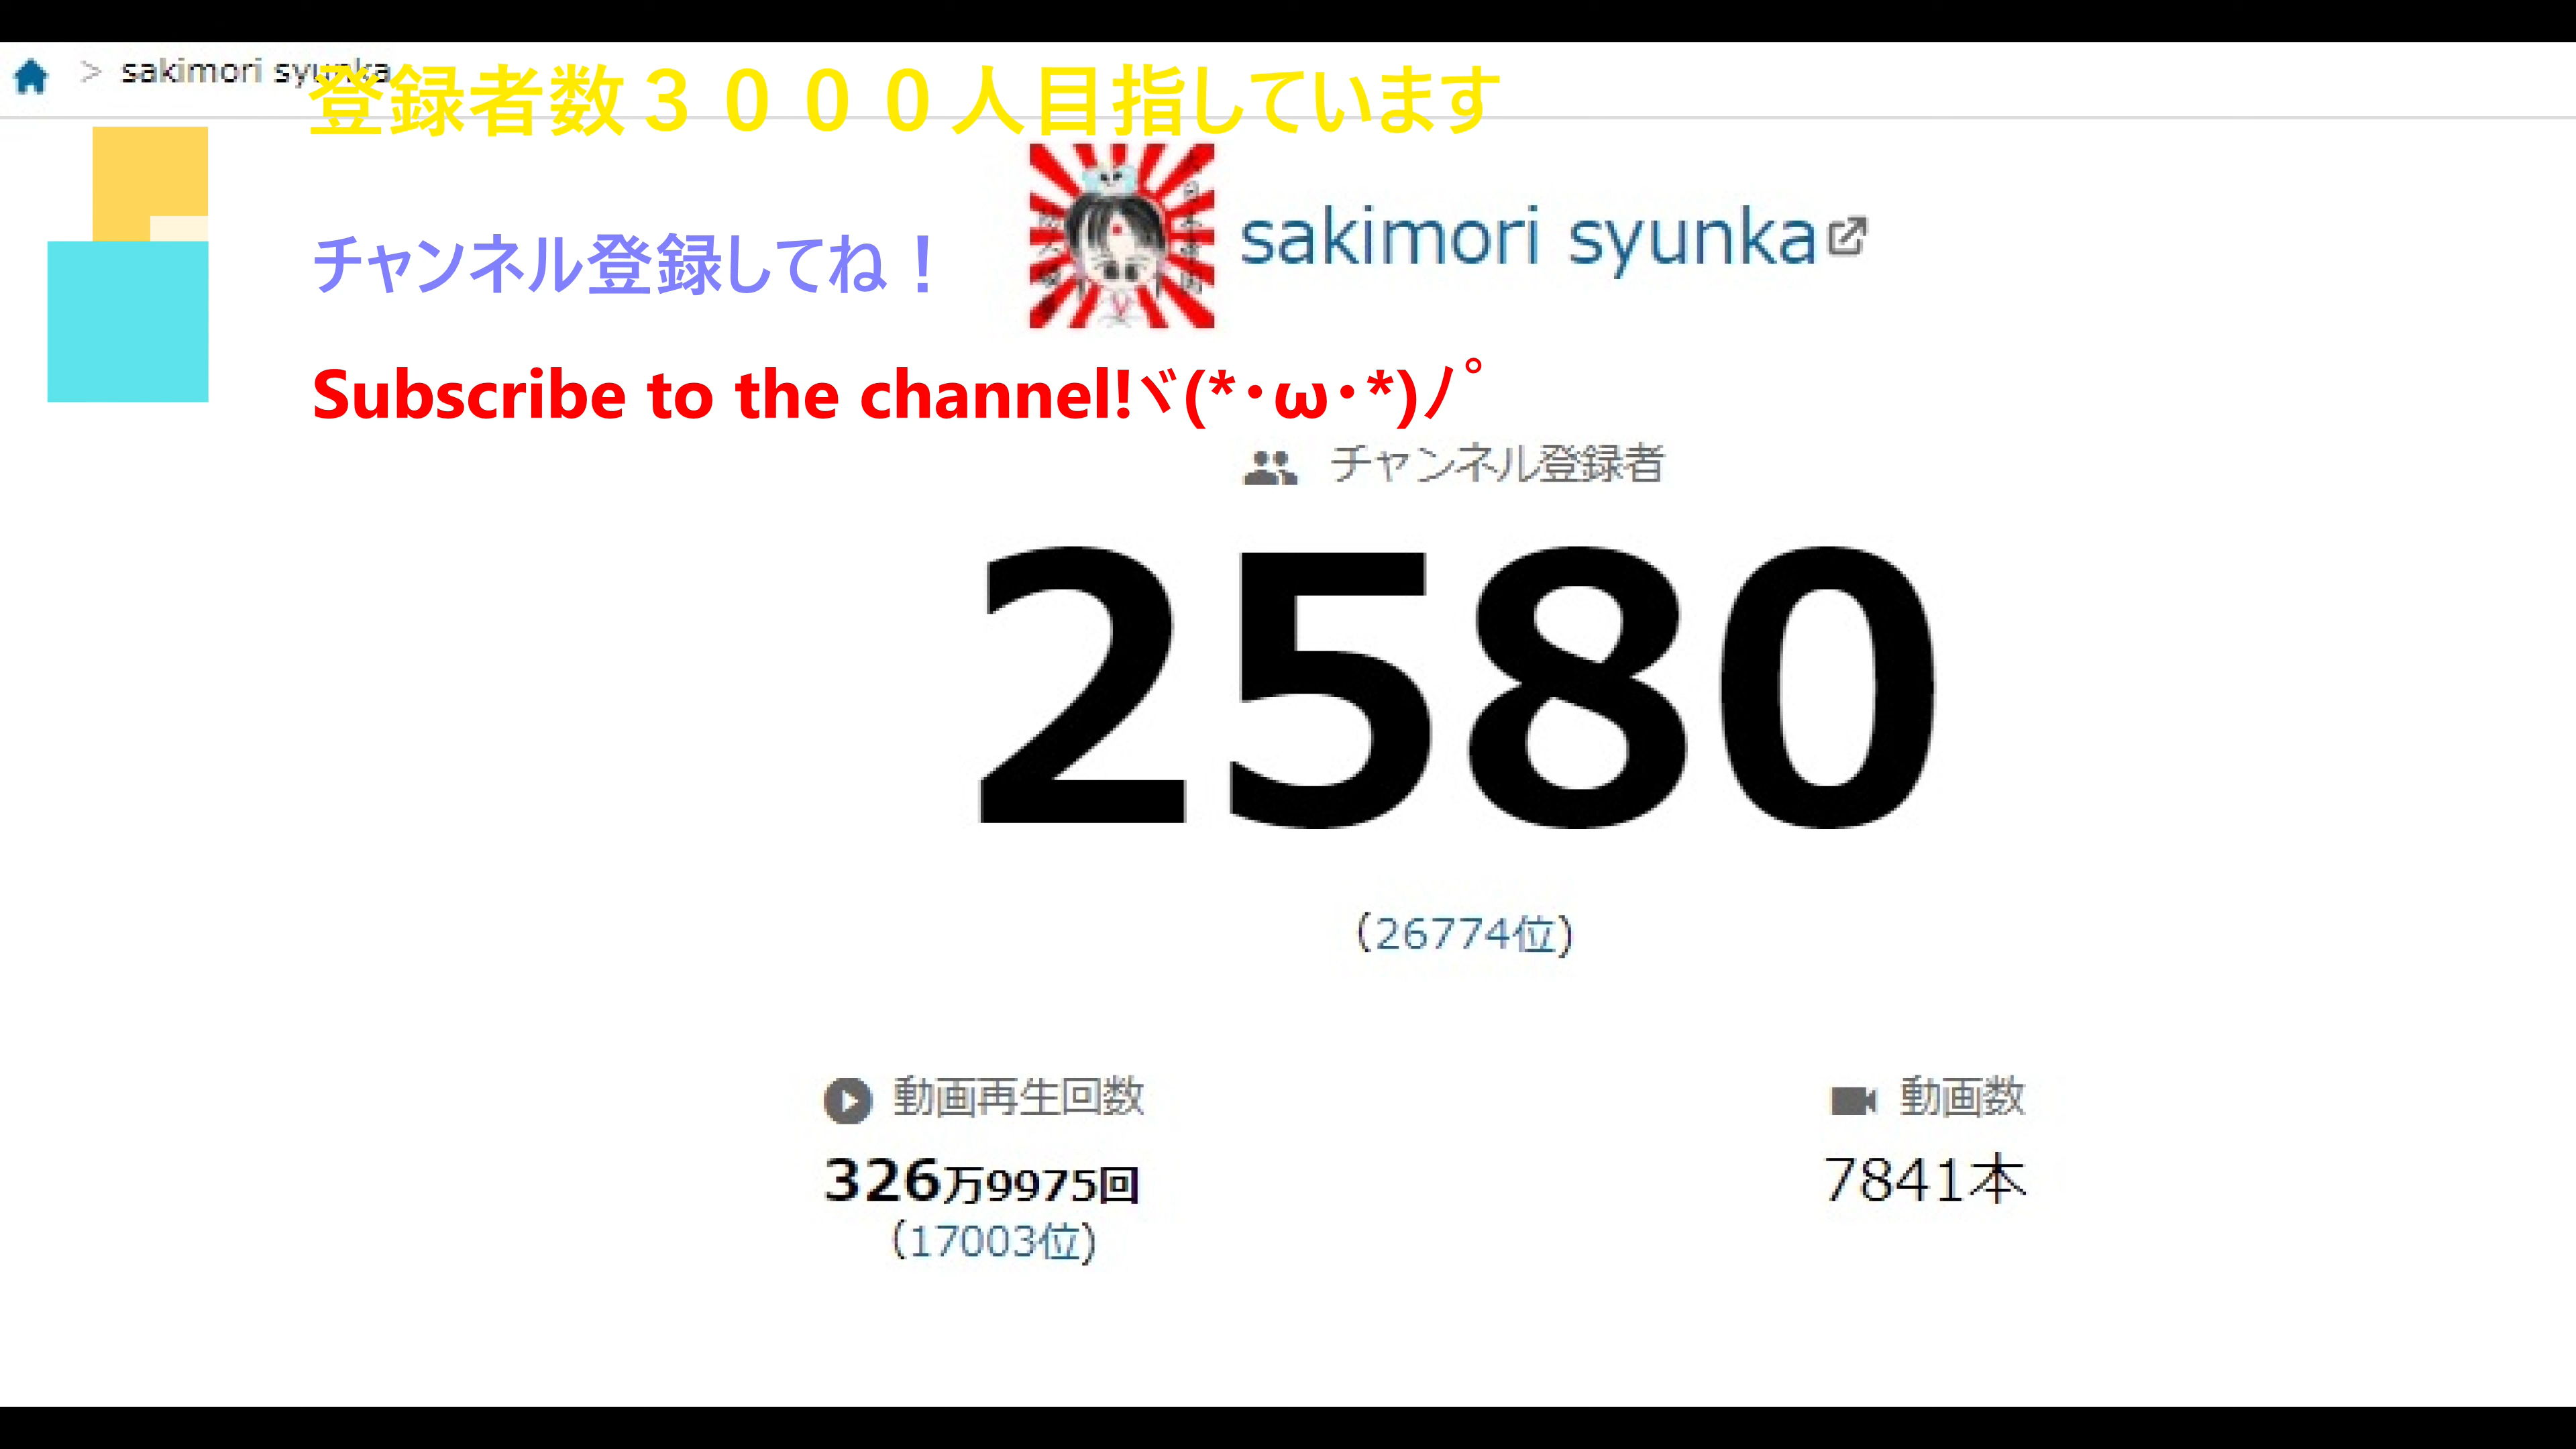 > sakimori syunka
登録者数３０００人目指しています
チャンネル登録してね！
sakimori syunka
Subscribe to the channel!ヾ(*･ω･*)ﾉﾟ
チャンネル登録者
2580
(26774位)
動画再生回数
326万9975回
(17003位)
動画数
7841本